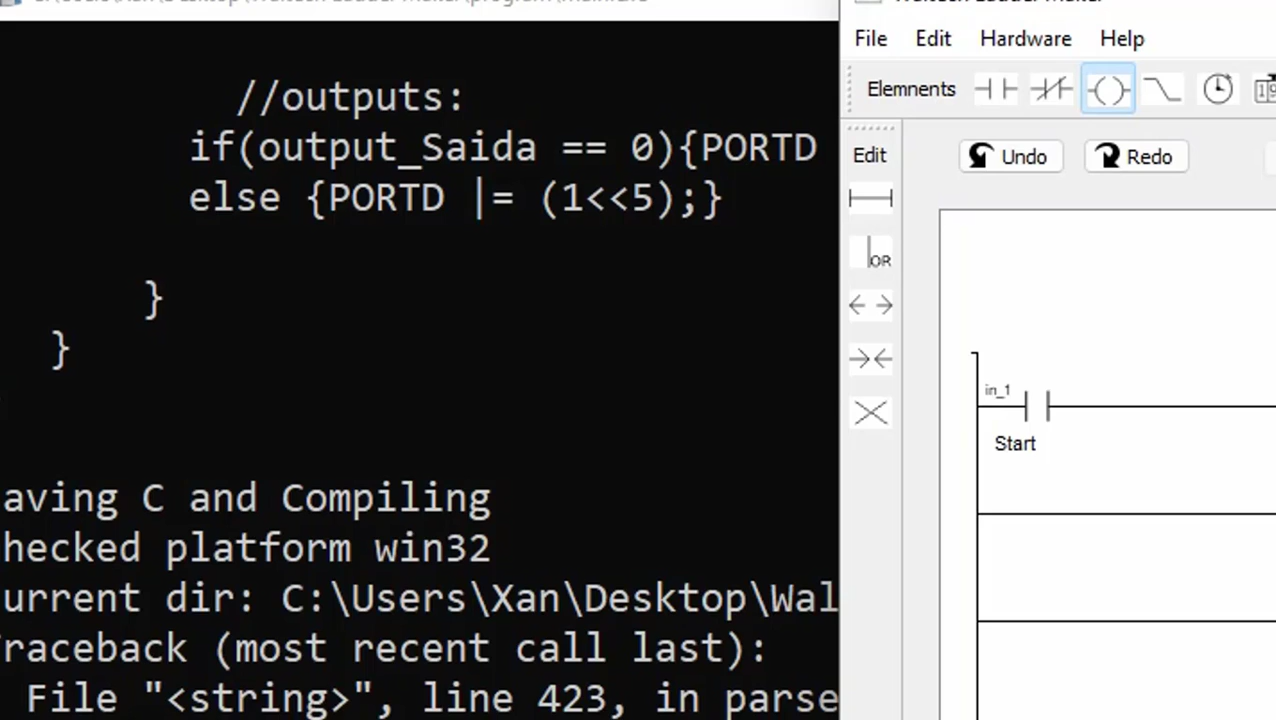 //outputs:
if(output_Saida == 0){PORTD
else {PORTD |= (1<<5);}
}
}
aving C and Compiling
hecked platform win32
urrent dir: C:\Users\Xan\Desktop\Wal
raceback (most recent call last):
File "<string>", line 423, in parse
File Edit Hardware Help
Elemnents
Edit
Undo Redo
OR
in_1
Start